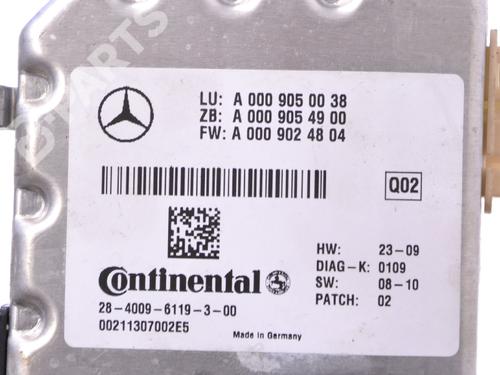 B-PARTS
LU: A 000 905 00 38
ZB: A 000 905 49 00
FW: A 000 902 48 04
Q02
Continental
28-4009-6119-3-00
00211307002E5
HW: 23-09
DIAG-K: 0109
SW: 08-10
PATCH: 02
Made in Germany